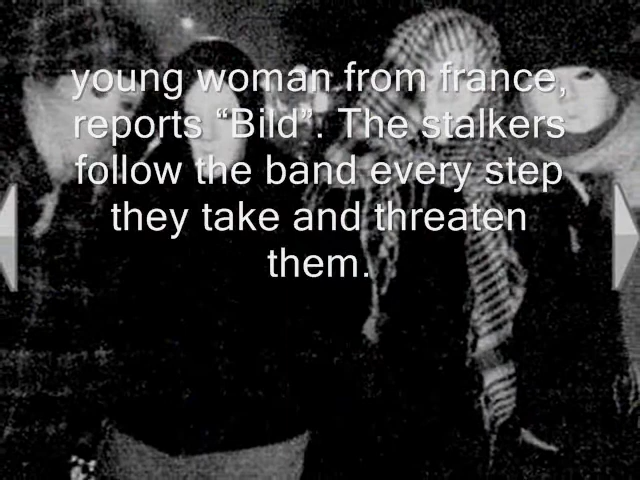 young woman from france,
reports “Bild”. The stalkers
follow the band every step
they take and threaten
them.